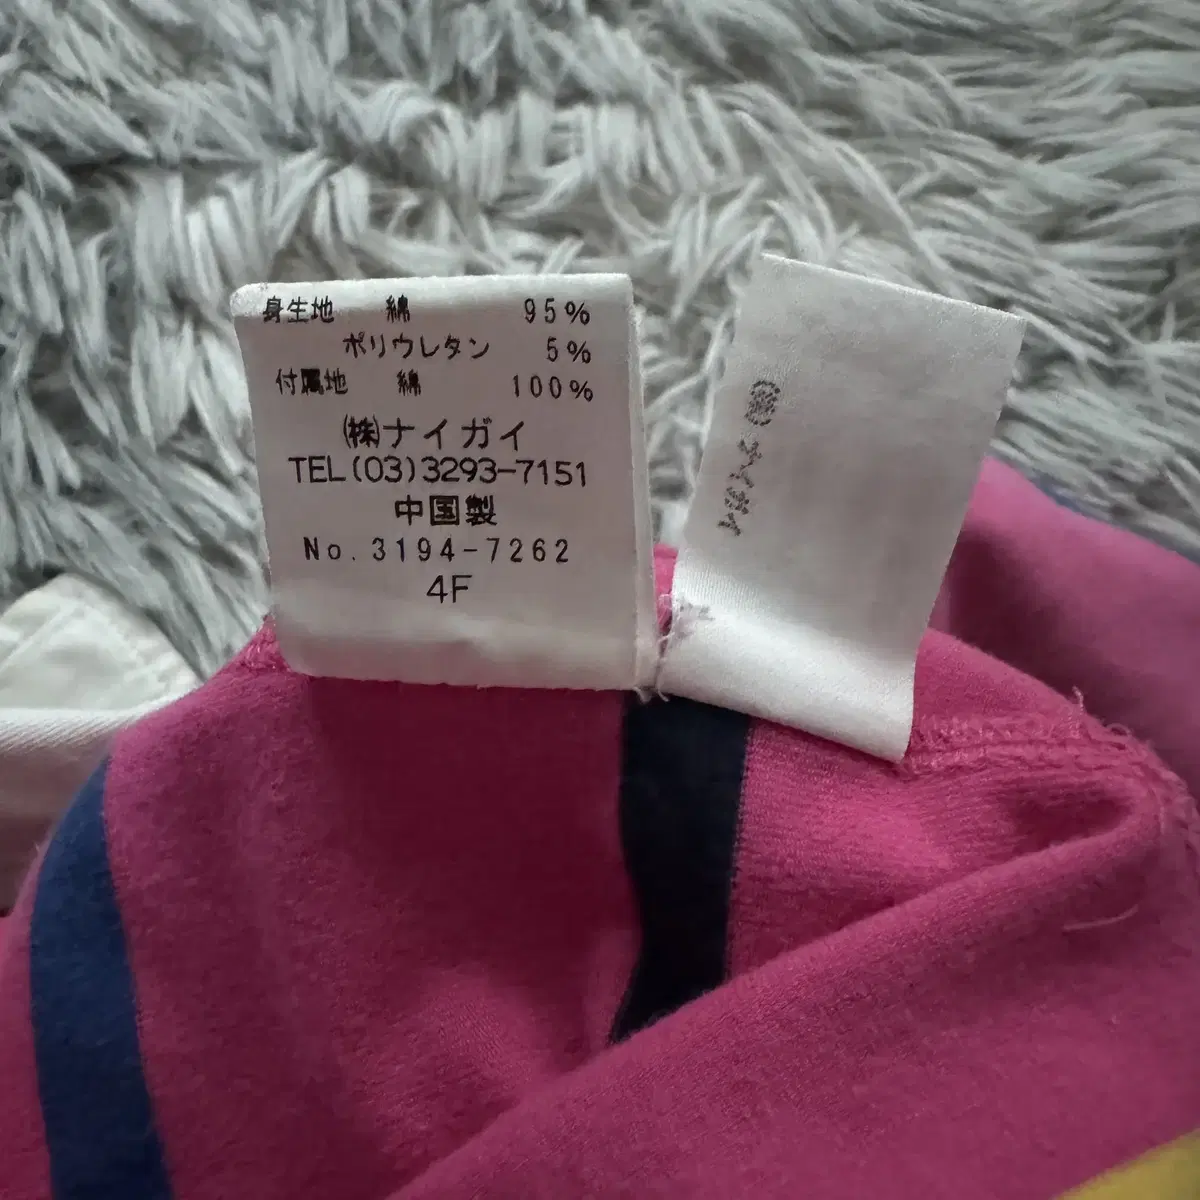 身生地 綿 95%
ポリウレタン 5%
付属地 綿 100%
㈱ナイガイ
TEL(03)3293-7151
中国製
No.3194-7262
4F